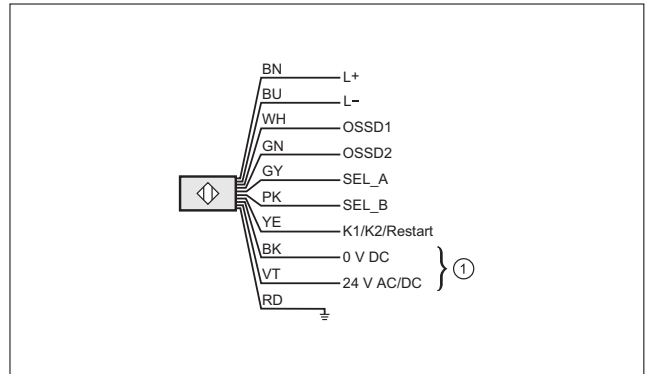 BN L+
BU L–
WH OSSD1
GN OSSD2
GY SEL_A
PK SEL_B
YE K1/K2/Restart
BK 0 V DC
VT 24 V AC/DC
1
RD